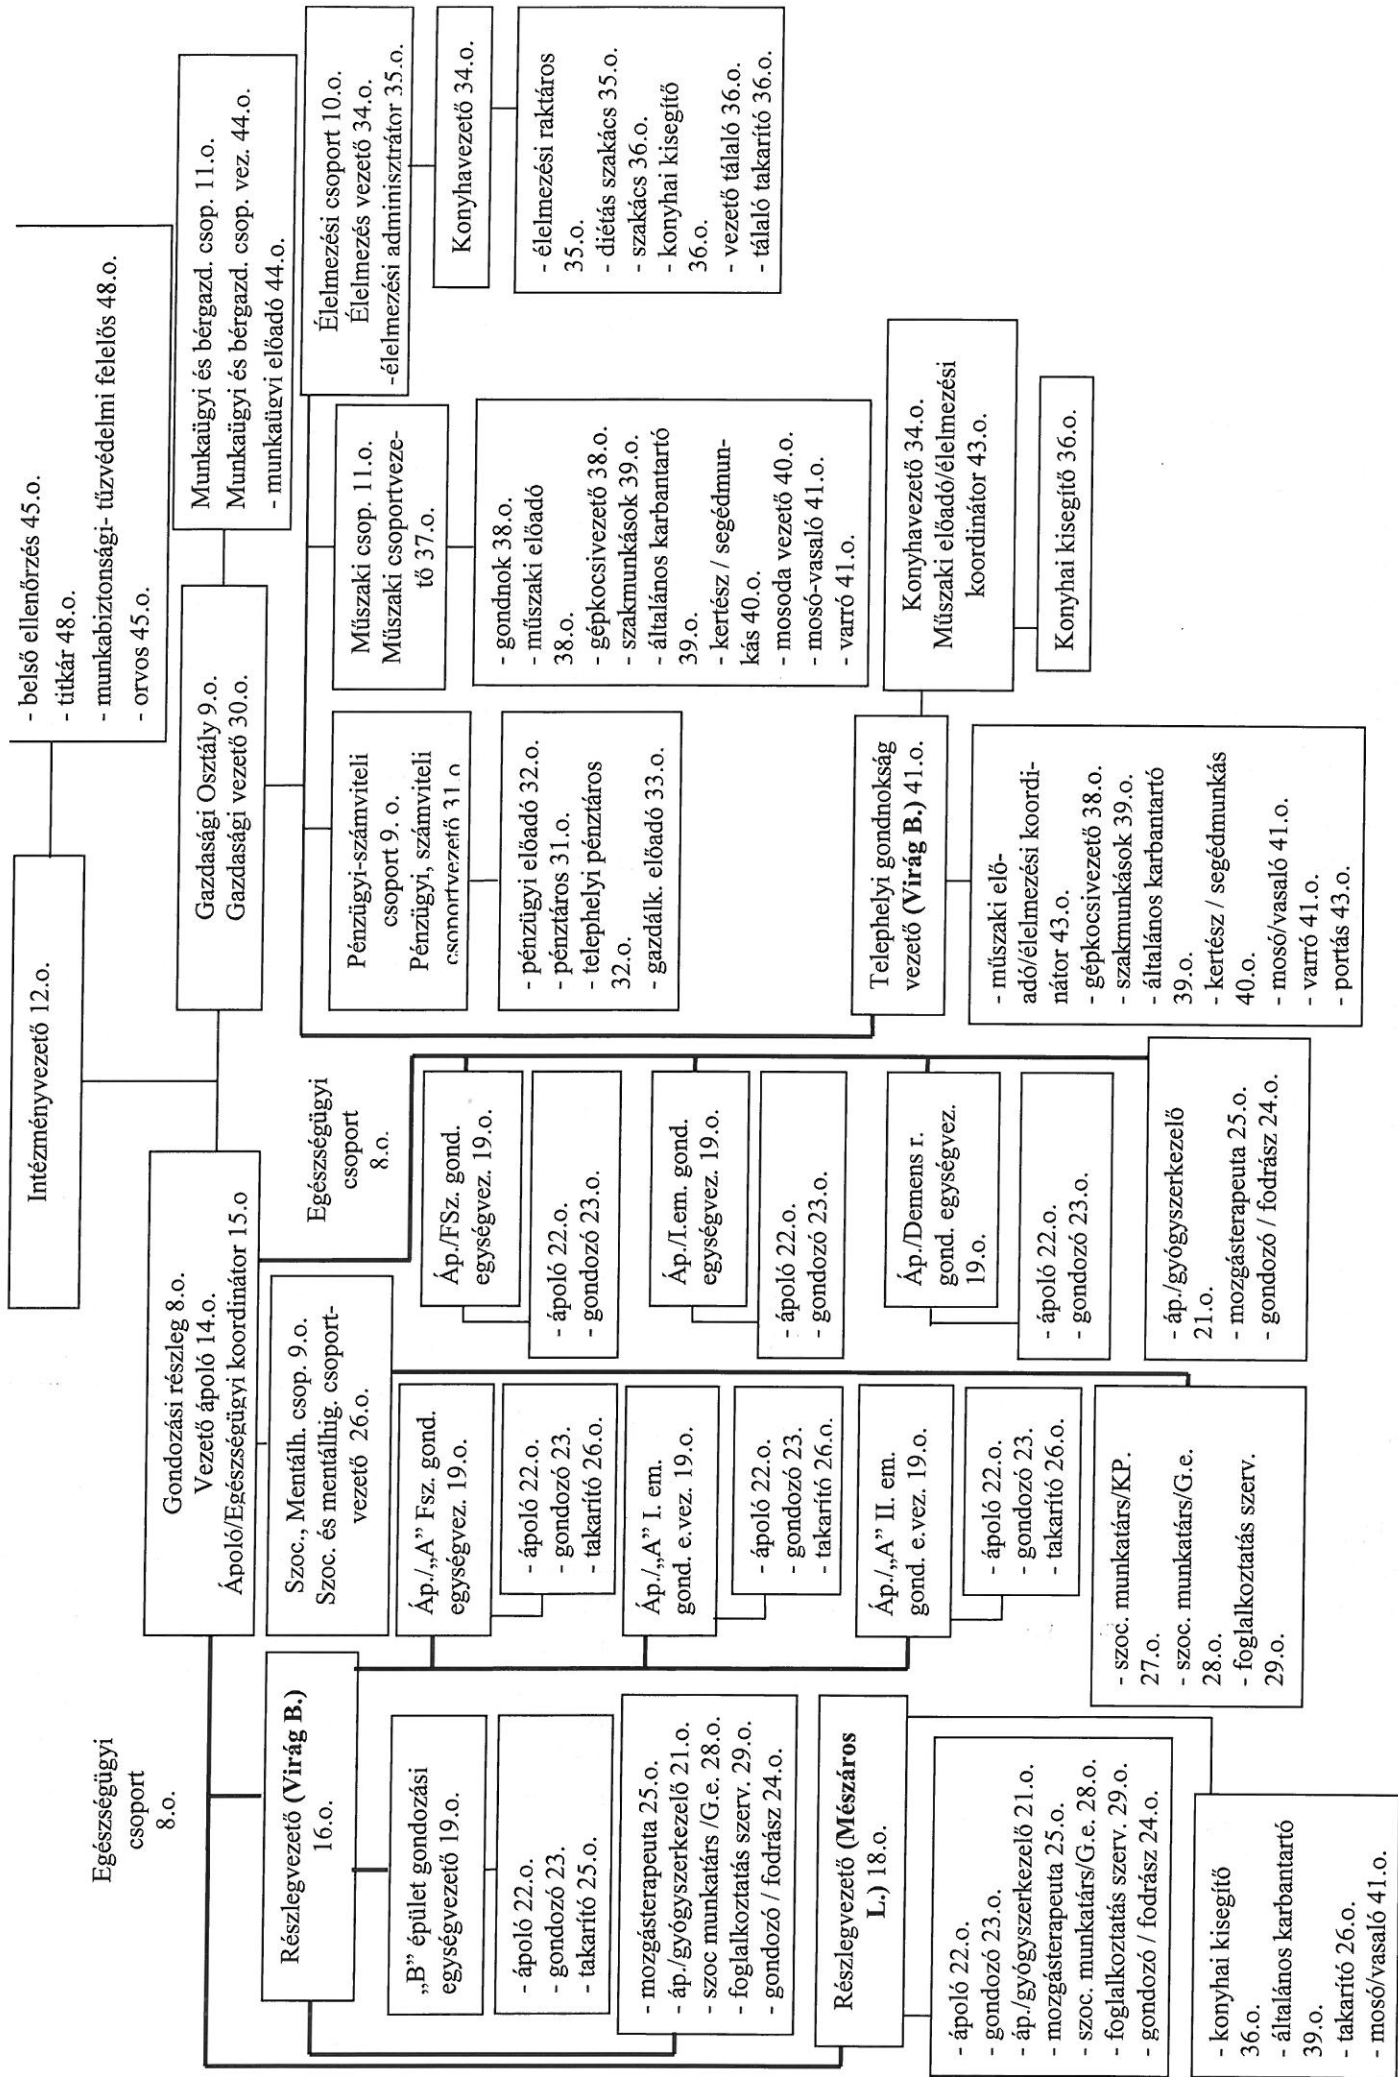 Intézményvezető 12.o.
- belső ellenőrzés 45.o.
- titkár 48.o.
- munkabiztonsági- tűzvédelmi felelős 48.o.
- orvos 45.o.
Gondozási részleg 8.o.
Vezető ápoló 14.o.
Ápoló/Egészségügyi koordinátor 15.o
Gazdasági Osztály 9.o.
Gazdasági vezető 30.o.
Munkaügyi és bérgazd. csop. 11.o.
Munkaügyi és bérgazd. csop. vez. 44.o.
- munkaügyi előadó 44.o.
Egészségügyi
csoport
8.o.
Részlegvezető (Virág B.)
16.o.
„B” épület gondozási
egységvezető 19.o.
- ápoló 22.o.
- gondozó 23.
- takarító 25.o.
- mozgásterapeuta 25.o.
- áp./gyógyszerkezelő 21.o.
- szoc munkatárs /G.e. 28.o.
- foglalkoztatás szerv. 29.o.
- gondozó / fodrász 24.o.
Részlegvezető (Mészáros
L.) 18.o.
- ápoló 22.o.
- gondozó 23.o.
- áp./gyógyszerkezelő 21.o.
- mozgásterapeuta 25.o.
- szoc. munkatárs/G.e. 28.o.
- foglalkoztatás szerv. 29.o.
- gondozó / fodrász 24.o.
- konyhai kisegítő
36.o.
- általános karbantartó
39.o.
- takarító 26.o.
- mosó/vasaló 41.o.
Szoc., Mentálh. csop. 9.o.
Szoc. és mentálhig. csoport-
vezető 26.o.
Áp./„A” Fsz. gond.
egységvez. 19.o.
- ápoló 22.o.
- gondozó 23.
- takarító 26.o.
Áp./„A” I. em.
gond. e.vez. 19.o.
- ápoló 22.o.
- gondozó 23.
- takarító 26.o.
Áp./„A” II. em.
gond. e.vez. 19.o.
- ápoló 22.o.
- gondozó 23.
- takarító 26.o.
- szoc. munkatárs/KP.
27.o.
- szoc. munkatárs/G.e.
28.o.
- foglalkoztatás szerv.
29.o.
Egészségügyi
csoport
8.o.
Áp./FSz. gond.
egységvez. 19.o.
- ápoló 22.o.
- gondozó 23.o.
Áp./I.em. gond.
egységvez. 19.o.
- ápoló 22.o.
- gondozó 23.o.
Áp./Demens r.
gond. egységvez.
19.o.
- ápoló 22.o.
- gondozó 23.o.
- áp./gyógyszerkezelő
21.o.
- mozgásterapeuta 25.o.
- gondozó / fodrász 24.o.
Pénzügyi-számviteli
csoport 9. o.
Pénzügyi, számviteli
csoportvezető 31.o
- pénzügyi előadó 32.o.
- pénztáros 31.o.
- telephelyi pénztáros
32.o.
- gazdálk. előadó 33.o.
Műszaki csop. 11.o.
Műszaki csoportveze-
tő 37.o.
- gondnok 38.o.
- műszaki előadó
38.o.
- gépkocsivezető 38.o.
- szakmunkások 39.o.
- általános karbantartó
39.o.
- kertész / segédmun-
kás 40.o.
- mosoda vezető 40.o.
- mosó-vasaló 41.o.
- varró 41.o.
Élelmezési csoport 10.o.
Élelmezés vezető 34.o.
-élelmezési adminisztrátor 35.o.
Konyhavezető 34.o.
- élelmezési raktáros
35.o.
- diétás szakács 35.o.
- szakács 36.o.
- konyhai kisegítő
36.o.
- vezető tálaló 36.o.
- tálaló takarító 36.o.
Telephelyi gondnokság
vezető (Virág B.) 41.o.
- műszaki elő-
adó/élelmezési koordi-
nátor 43.o.
- gépkocsivezető 38.o.
- szakmunkások 39.o.
- általános karbantartó
39.o.
- kertész / segédmunkás
40.o.
- mosó/vasaló 41.o.
- varró 41.o.
- portás 43.o.
Konyhavezető 34.o.
Műszaki előadó/élelmezési
koordinátor 43.o.
Konyhai kisegítő 36.o.